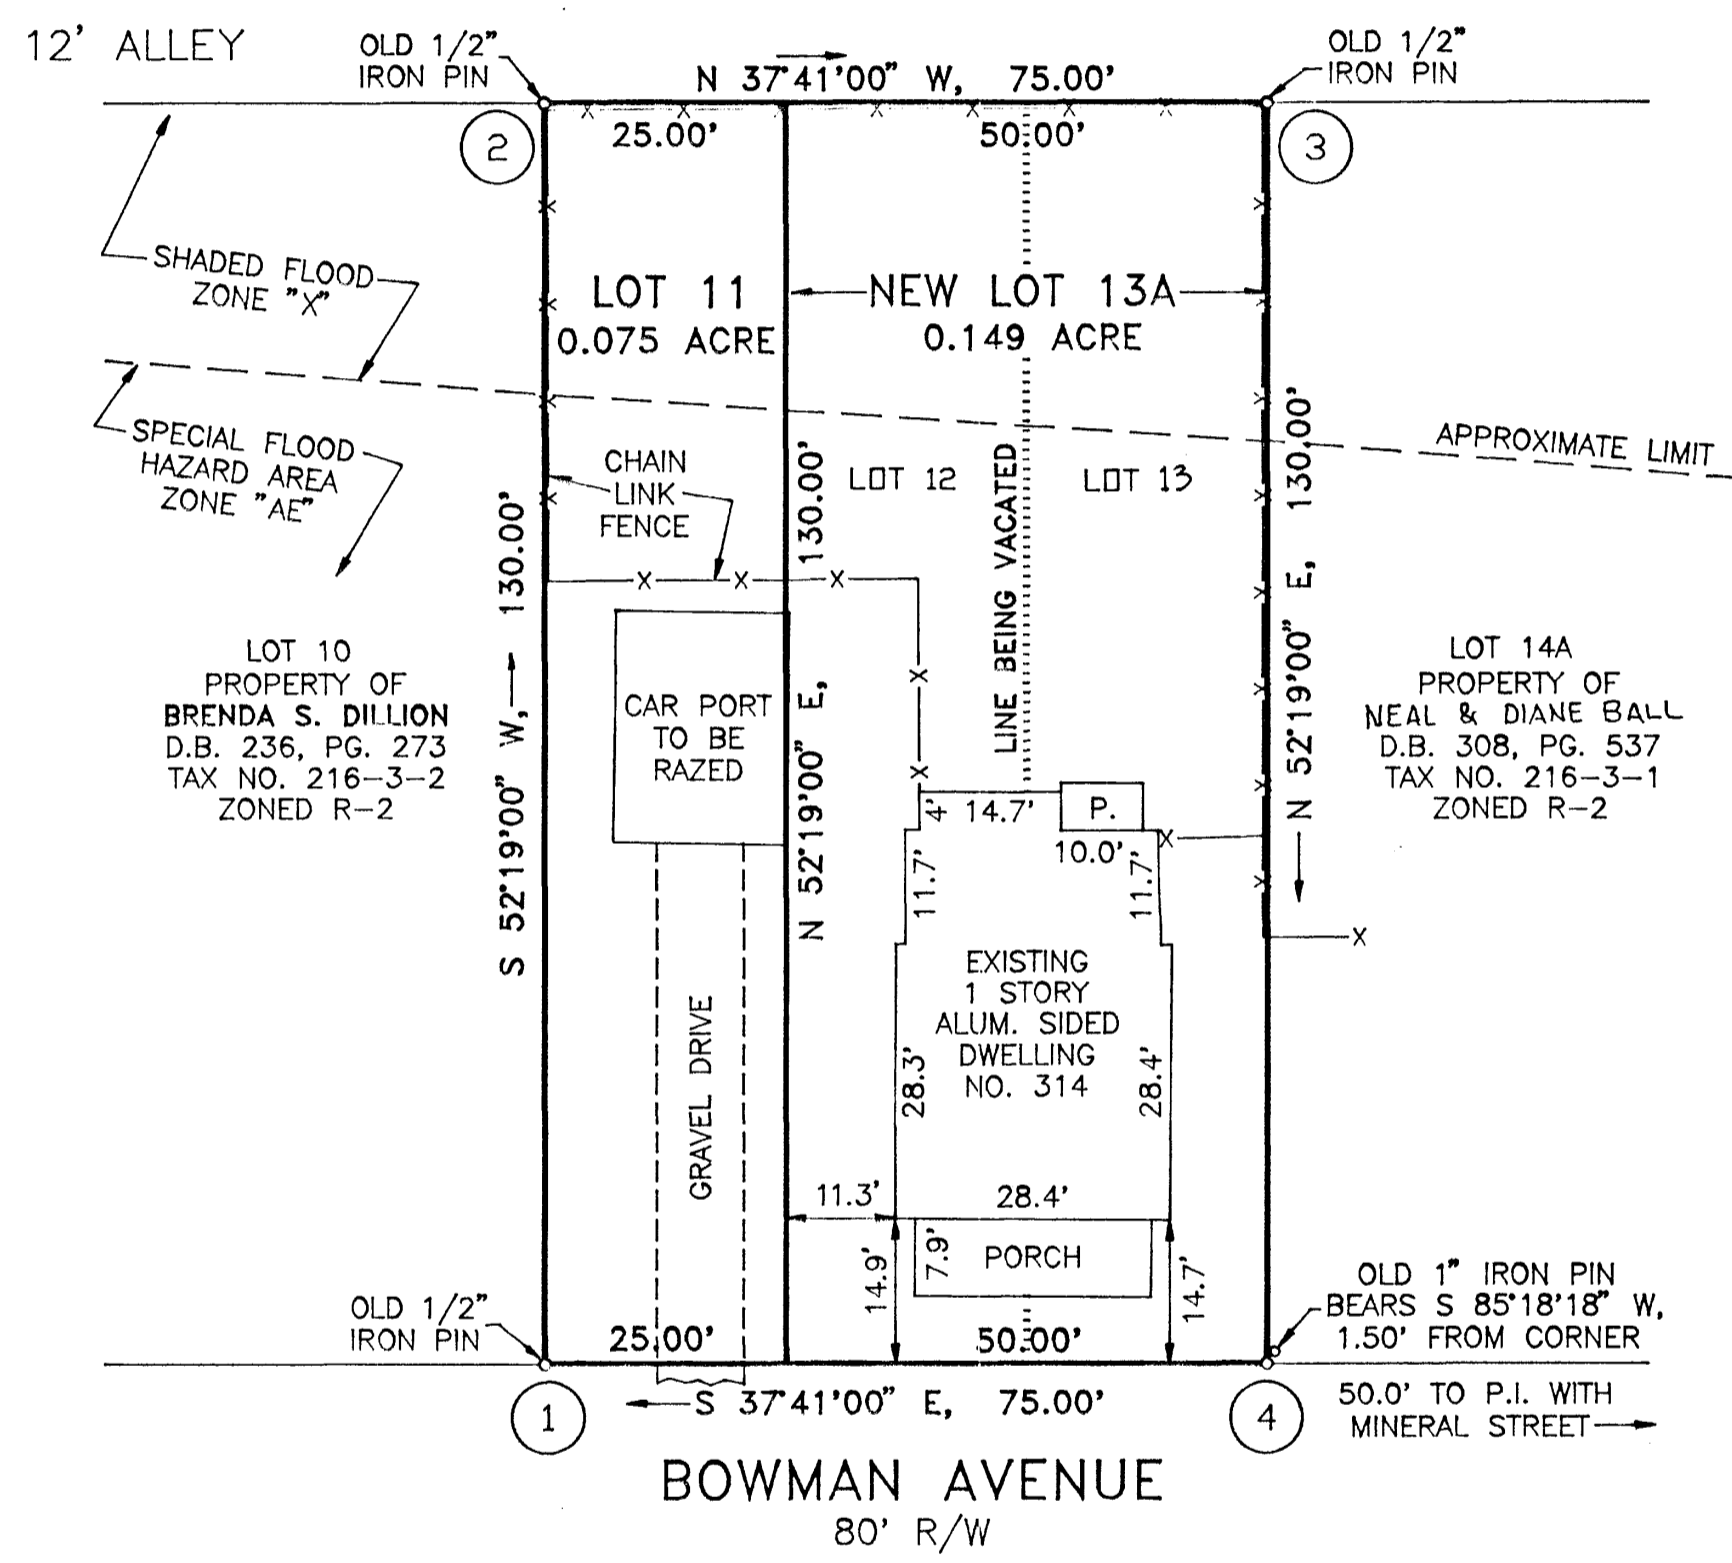 12' ALLEY
OLD 1/2"
IRON PIN
N 37°41'00" W, 75.00'
OLD 1/2"
IRON PIN
2
25.00'
50.00'
3
SHADED FLOOD
ZONE "X"
LOT 11
0.075 ACRE
NEW LOT 13A
0.149 ACRE
SPECIAL FLOOD
HAZARD AREA
ZONE "AE"
APPROXIMATE LIMIT
CHAIN
LINK
FENCE
LOT 12
LOT 13
LINE BEING VACATED
S 52°19'00" W, 130.00'
N 52°19'00" E, 130.00'
N 52°19'00" E, 130.00'
LOT 10
PROPERTY OF
BRENDA S. DILLION
D.B. 236, PG. 273
TAX NO. 216-3-2
ZONED R-2
CAR PORT
TO BE
RAZED
LOT 14A
PROPERTY OF
NEAL & DIANE BALL
D.B. 308, PG. 537
TAX NO. 216-3-1
ZONED R-2
4'
14.7'
P.
10.0'
11.7'
11.7'
EXISTING
1 STORY
ALUM. SIDED
DWELLING
NO. 314
28.3'
28.4'
GRAVEL DRIVE
11.3'
28.4'
14.9'
7.9'
PORCH
14.7'
OLD 1/2"
IRON PIN
25.00'
50.00'
OLD 1" IRON PIN
BEARS S 85°18'18" W,
1.50' FROM CORNER
1
S 37°41'00" E, 75.00'
4
50.0' TO P.I. WITH
MINERAL STREET
BOWMAN AVENUE
80' R/W
X X X X X X X X X X X X X X X X X X X X X X X X X X X